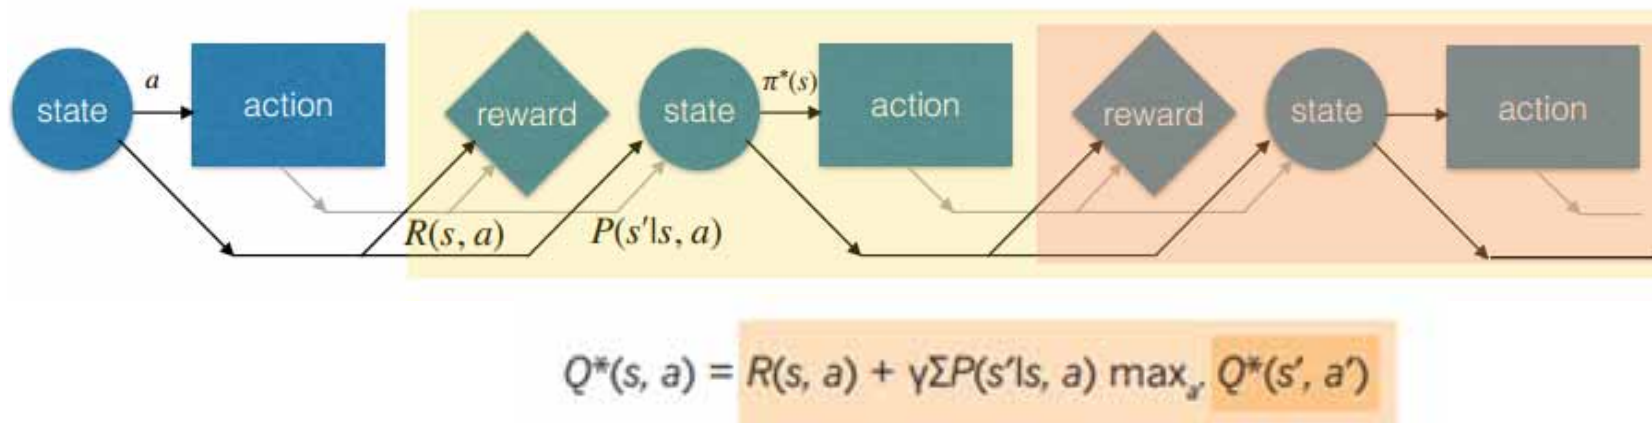 a
state
action
reward
state
π*(s)
action
reward
state
action
R(s, a)
P(s'|s, a)
Q*(s, a) = R(s, a) + γΣP(s'|s, a) maxₐ' Q*(s', a')